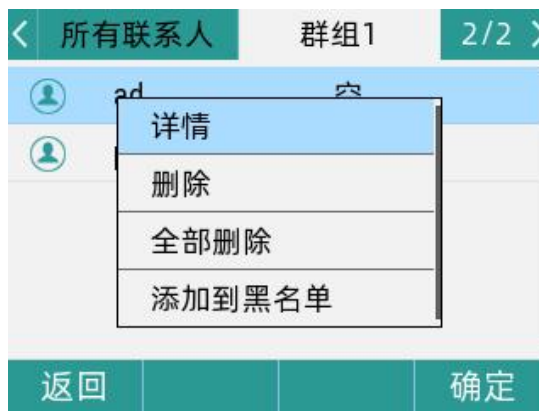 所有联系人 群组1 2/2
ad
详情
删除
全部删除
添加到黑名单
返回 确定